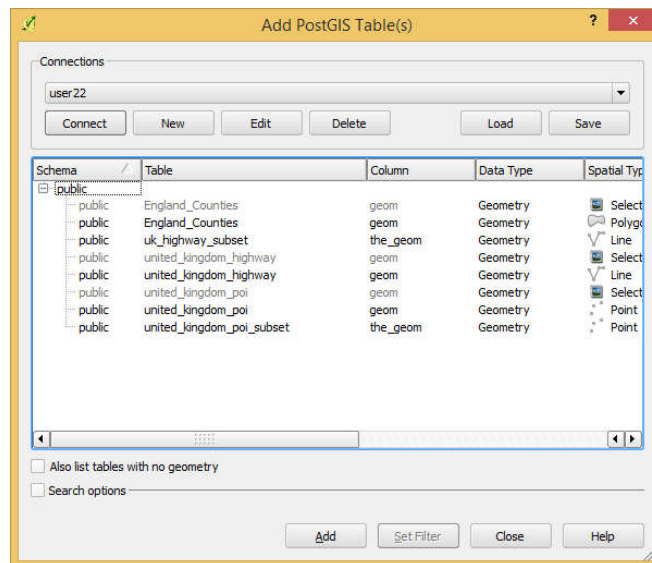 Add PostGIS Table(s)
?
Connections
user22
Connect New Edit Delete Load Save
Schema Table Column Data Type Spatial Typ
public
public England_Counties geom Geometry Select
public England_Counties geom Geometry Polygo
public uk_highway_subset the_geom Geometry Line
public united_kingdom_highway geom Geometry Select
public united_kingdom_highway geom Geometry Line
public united_kingdom_poi geom Geometry Select
public united_kingdom_poi geom Geometry Point
public united_kingdom_poi_subset the_geom Geometry Point
Also list tables with no geometry
Search options
Add Set Filter Close Help